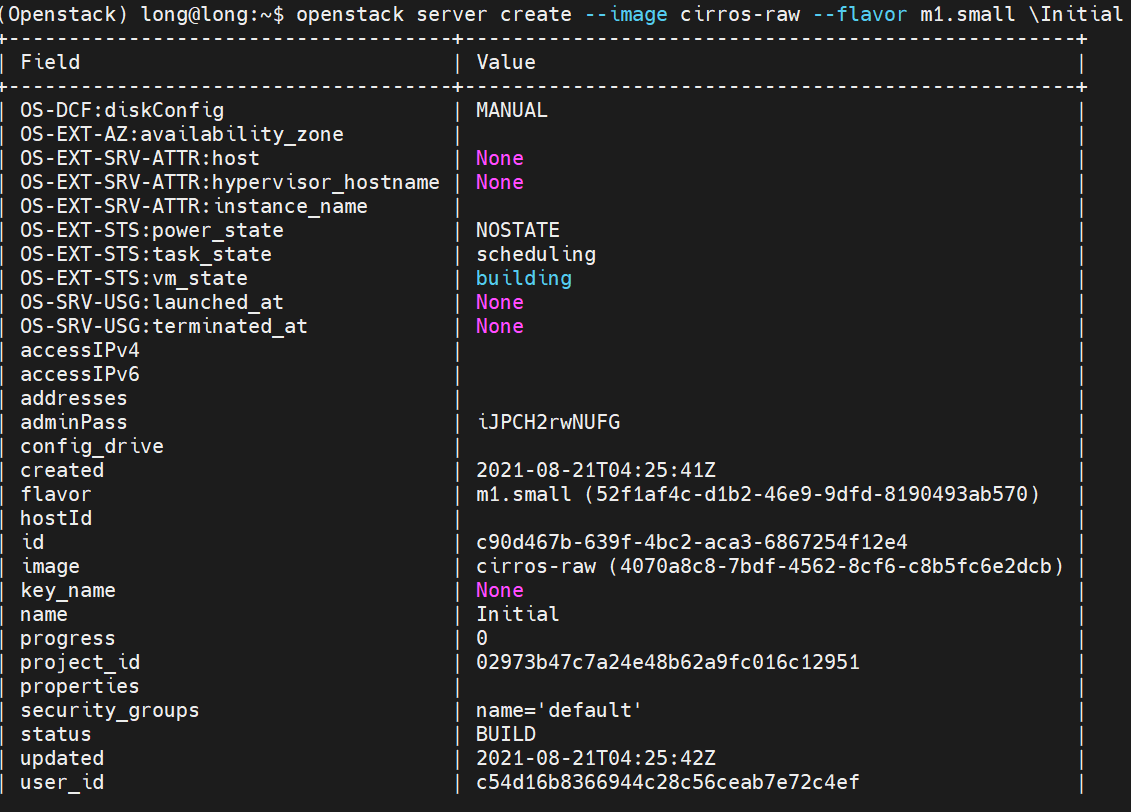 (Openstack) long@long:~$ openstack server create --image cirros-raw --flavor m1.small \Initial
+-------------------------------------+---------------------------------------------------+
| Field | Value |
+-------------------------------------+---------------------------------------------------+
| OS-DCF:diskConfig | MANUAL |
| OS-EXT-AZ:availability_zone | |
| OS-EXT-SRV-ATTR:host | None |
| OS-EXT-SRV-ATTR:hypervisor_hostname | None |
| OS-EXT-SRV-ATTR:instance_name | |
| OS-EXT-STS:power_state | NOSTATE |
| OS-EXT-STS:task_state | scheduling |
| OS-EXT-STS:vm_state | building |
| OS-SRV-USG:launched_at | None |
| OS-SRV-USG:terminated_at | None |
| accessIPv4 | |
| accessIPv6 | |
| addresses | |
| adminPass | iJPCH2rwNUFG |
| config_drive | |
| created | 2021-08-21T04:25:41Z |
| flavor | m1.small (52f1af4c-d1b2-46e9-9dfd-8190493ab570) |
| hostId | |
| id | c90d467b-639f-4bc2-aca3-6867254f12e4 |
| image | cirros-raw (4070a8c8-7bdf-4562-8cf6-c8b5fc6e2dcb) |
| key_name | None |
| name | Initial |
| progress | 0 |
| project_id | 02973b47c7a24e48b62a9fc016c12951 |
| properties | |
| security_groups | name='default' |
| status | BUILD |
| updated | 2021-08-21T04:25:42Z |
| user_id | c54d16b8366944c28c56ceab7e72c4ef |